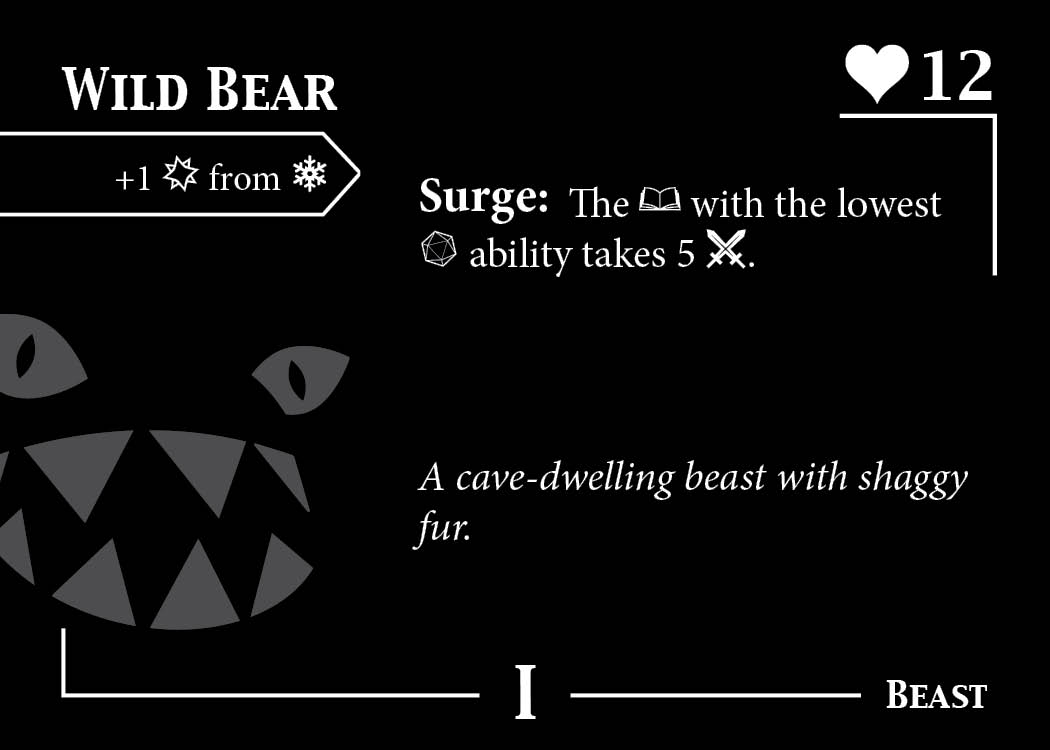 WILD BEAR
12
+1 from
Surge: The with the lowest
ability takes 5 .
A cave-dwelling beast with shaggy
fur.
I
BEAST